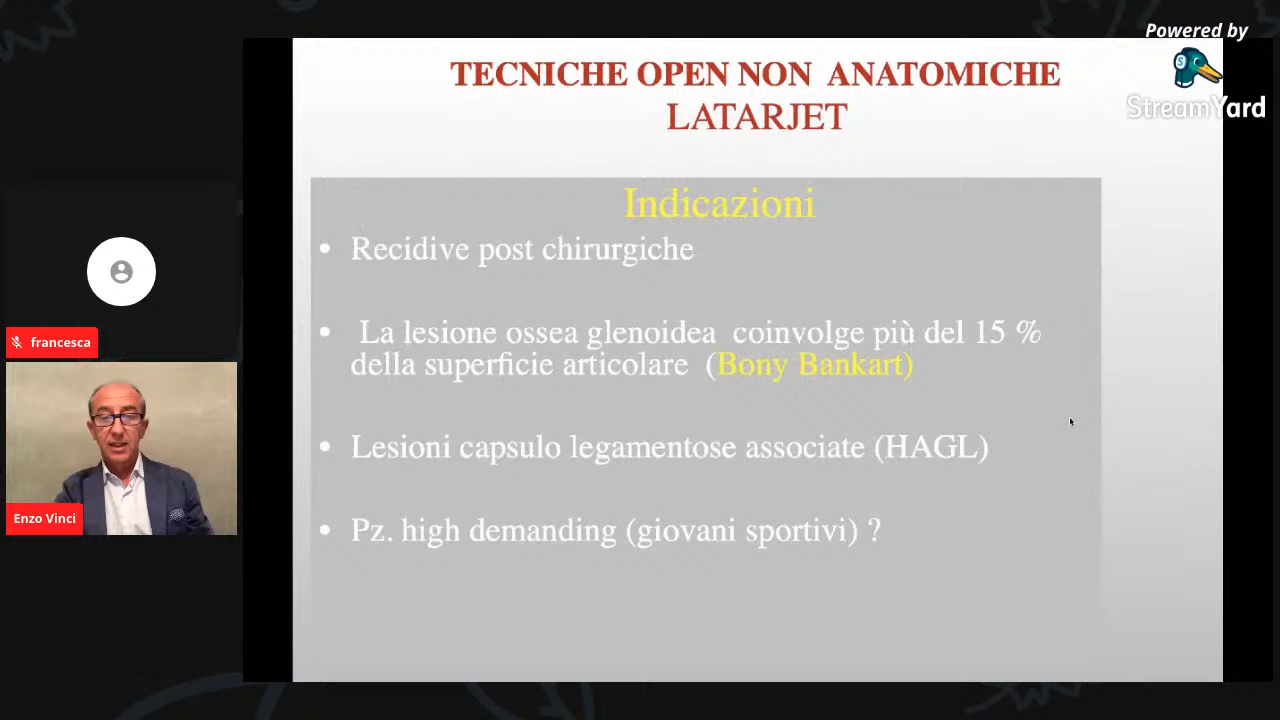 Powered by
StreamYard
TECNICHE OPEN NON ANATOMICHE
LATARJET
Indicazioni
• Recidive post chirurgiche
• La lesione ossea glenoidea coinvolge più del 15 %
della superficie articolare (Bony Bankart)
• Lesioni capsulo legamentose associate (HAGL)
• Pz. high demanding (giovani sportivi) ?
francesca
Enzo Vinci